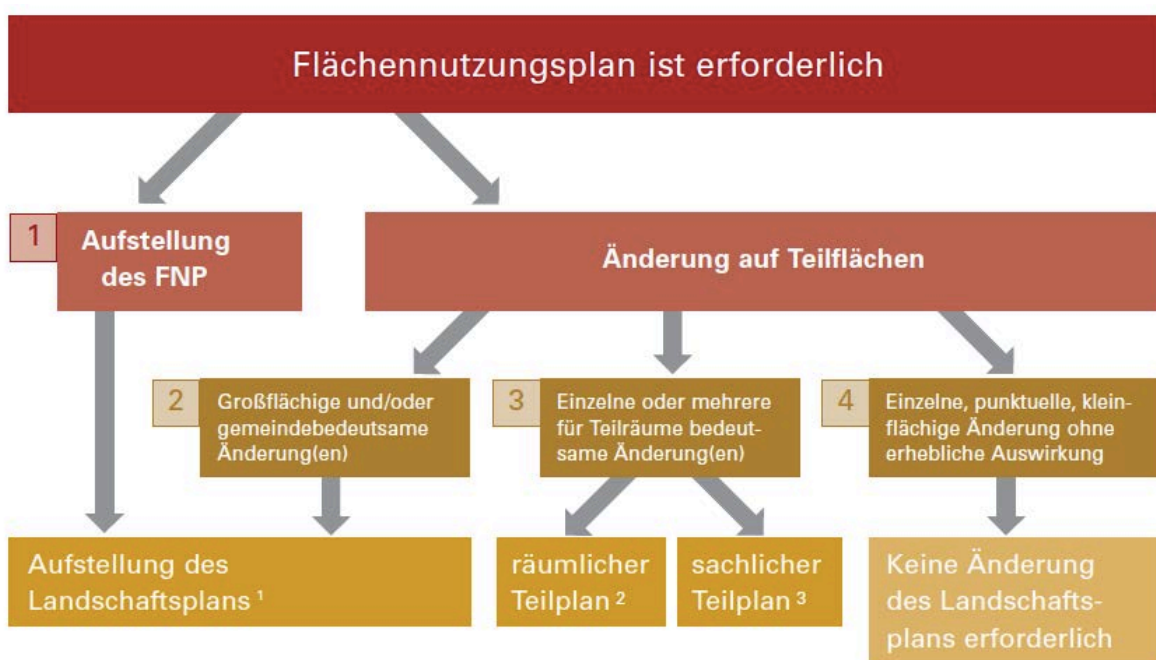 Flächennutzungsplan ist erforderlich
1
Aufstellung
des FNP
Änderung auf Teilflächen
2
Großflächige und/oder
gemeindebedeutsame
Änderung(en)
3
Einzelne oder mehrere
für Teilräume bedeut-
same Änderung(en)
4
Einzelne, punktuelle, klein-
flächige Änderung ohne
erhebliche Auswirkung
Aufstellung des
Landschaftsplans ¹
räumlicher
Teilplan ²
sachlicher
Teilplan ³
Keine Änderung
des Landschafts-
plans erforderlich